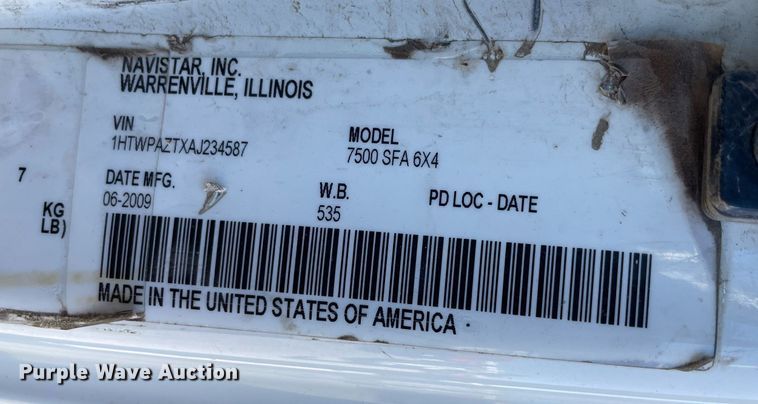 NAVISTAR, INC.
WARRENVILLE, ILLINOIS
VIN
1HTWPAZTXAJ234587
MODEL
7500 SFA 6X4
7
DATE MFG.
06-2009
W.B.
535
PD LOC - DATE
KG
LB)
MADE IN THE UNITED STATES OF AMERICA
Purple Wave Auction